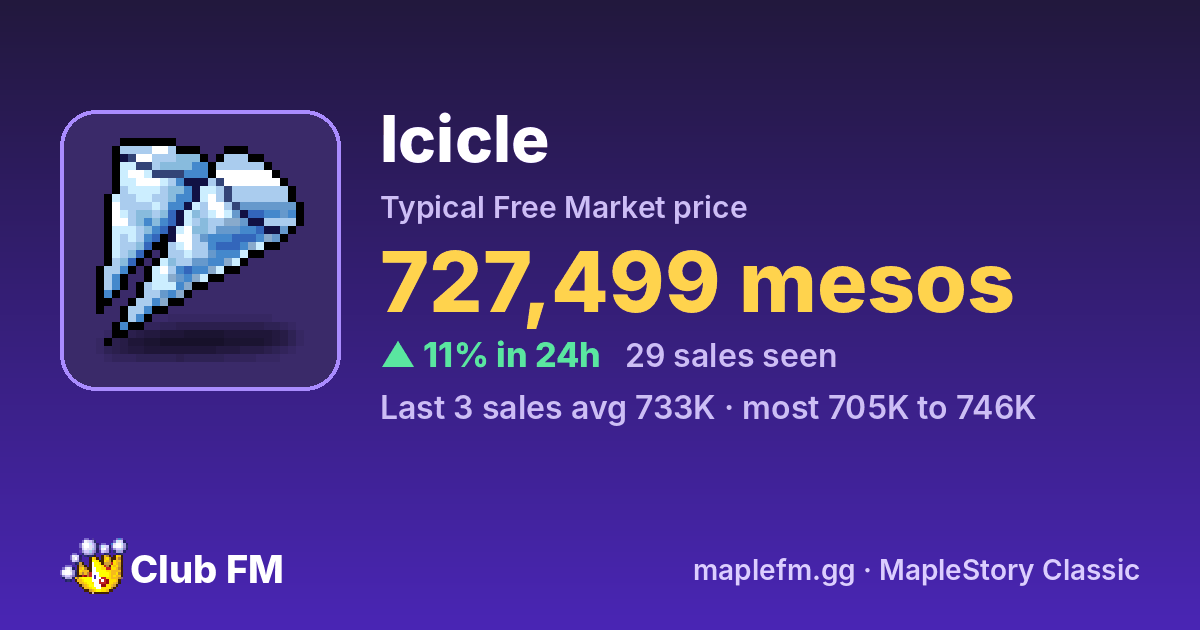 Icicle
Typical Free Market price
727,499 mesos
▲ 11% in 24h 29 sales seen
Last 3 sales avg 733K · most 705K to 746K
Club FM
maplefm.gg · MapleStory Classic